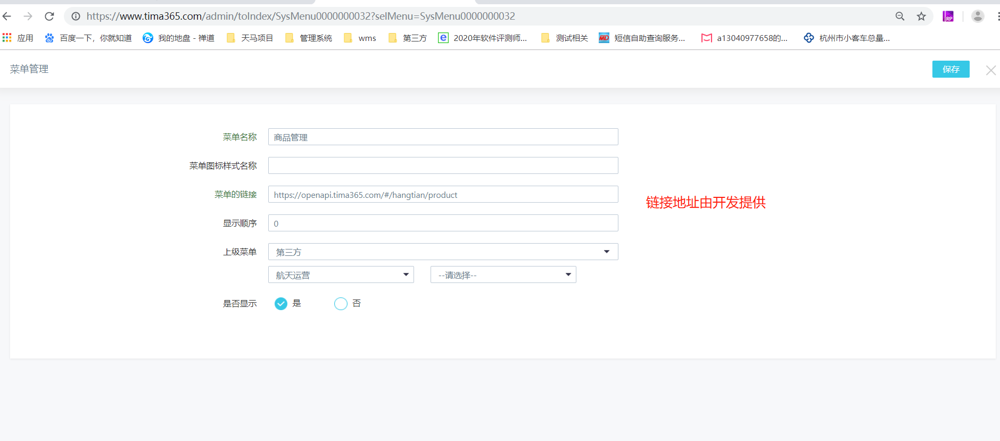 https://www.tima365.com/admin/toIndex/SysMenu0000000032?selMenu=SysMenu0000000032
应用 百度一下，你就知道 我的地盘 - 禅道 天马项目 管理系统 wms 第三方 2020年软件评测师... 测试相关 短信自助查询服务... a13040977658的... 杭州市小客车总量...
菜单管理 保存
菜单名称 商品管理
菜单图标样式名称
菜单的链接 https://openapi.tima365.com/#/hangtian/product
链接地址由开发提供
显示顺序 0
上级菜单 第三方
航天运营 --请选择--
是否显示 是 否